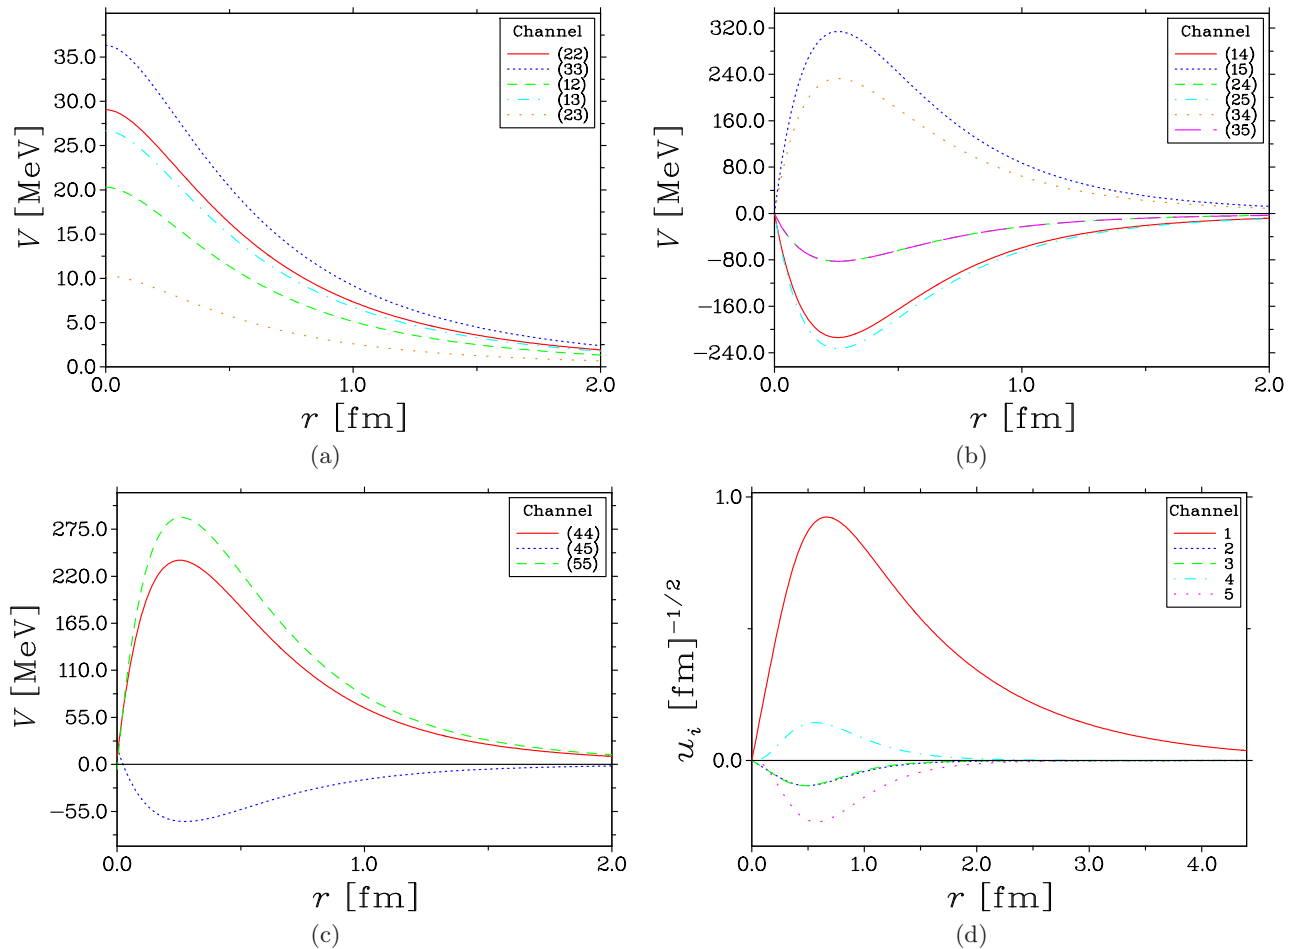 Channel
(22)
(33)
(12)
(13)
(23)
35.0
30.0
25.0
20.0
15.0
10.0
5.0
0.0
V [MeV]
0.0 1.0 2.0
r [fm]
(a)
Channel
(14)
(15)
(24)
(25)
(34)
(35)
320.0
240.0
160.0
80.0
0.0
−80.0
−160.0
−240.0
V [MeV]
0.0 1.0 2.0
r [fm]
(b)
Channel
(44)
(45)
(55)
275.0
220.0
165.0
110.0
55.0
0.0
−55.0
V [MeV]
0.0 1.0 2.0
r [fm]
(c)
Channel
1
2
3
4
5
1.0
0.0
u_i [fm]^{−1/2}
0.0 1.0 2.0 3.0 4.0
r [fm]
(d)